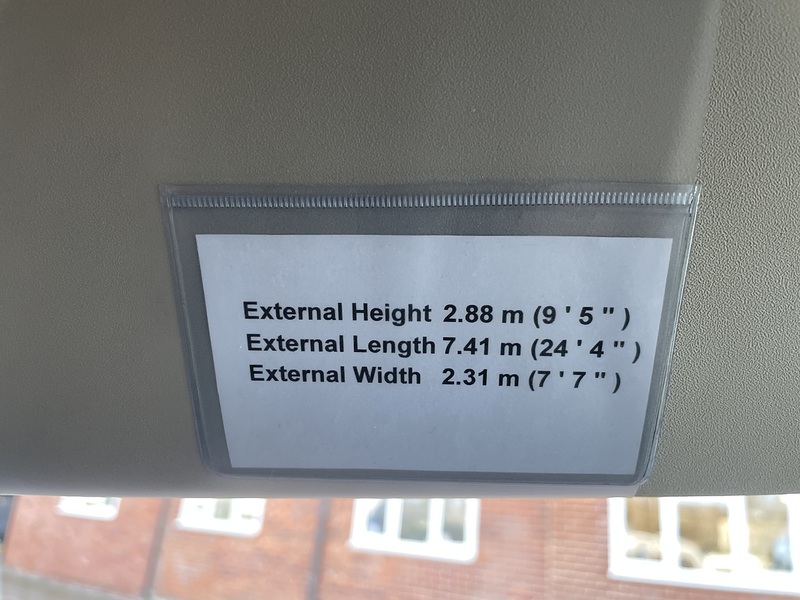 External Height 2.88 m (9 ' 5 " )
External Length 7.41 m (24 ' 4 " )
External Width 2.31 m (7 ' 7 " )